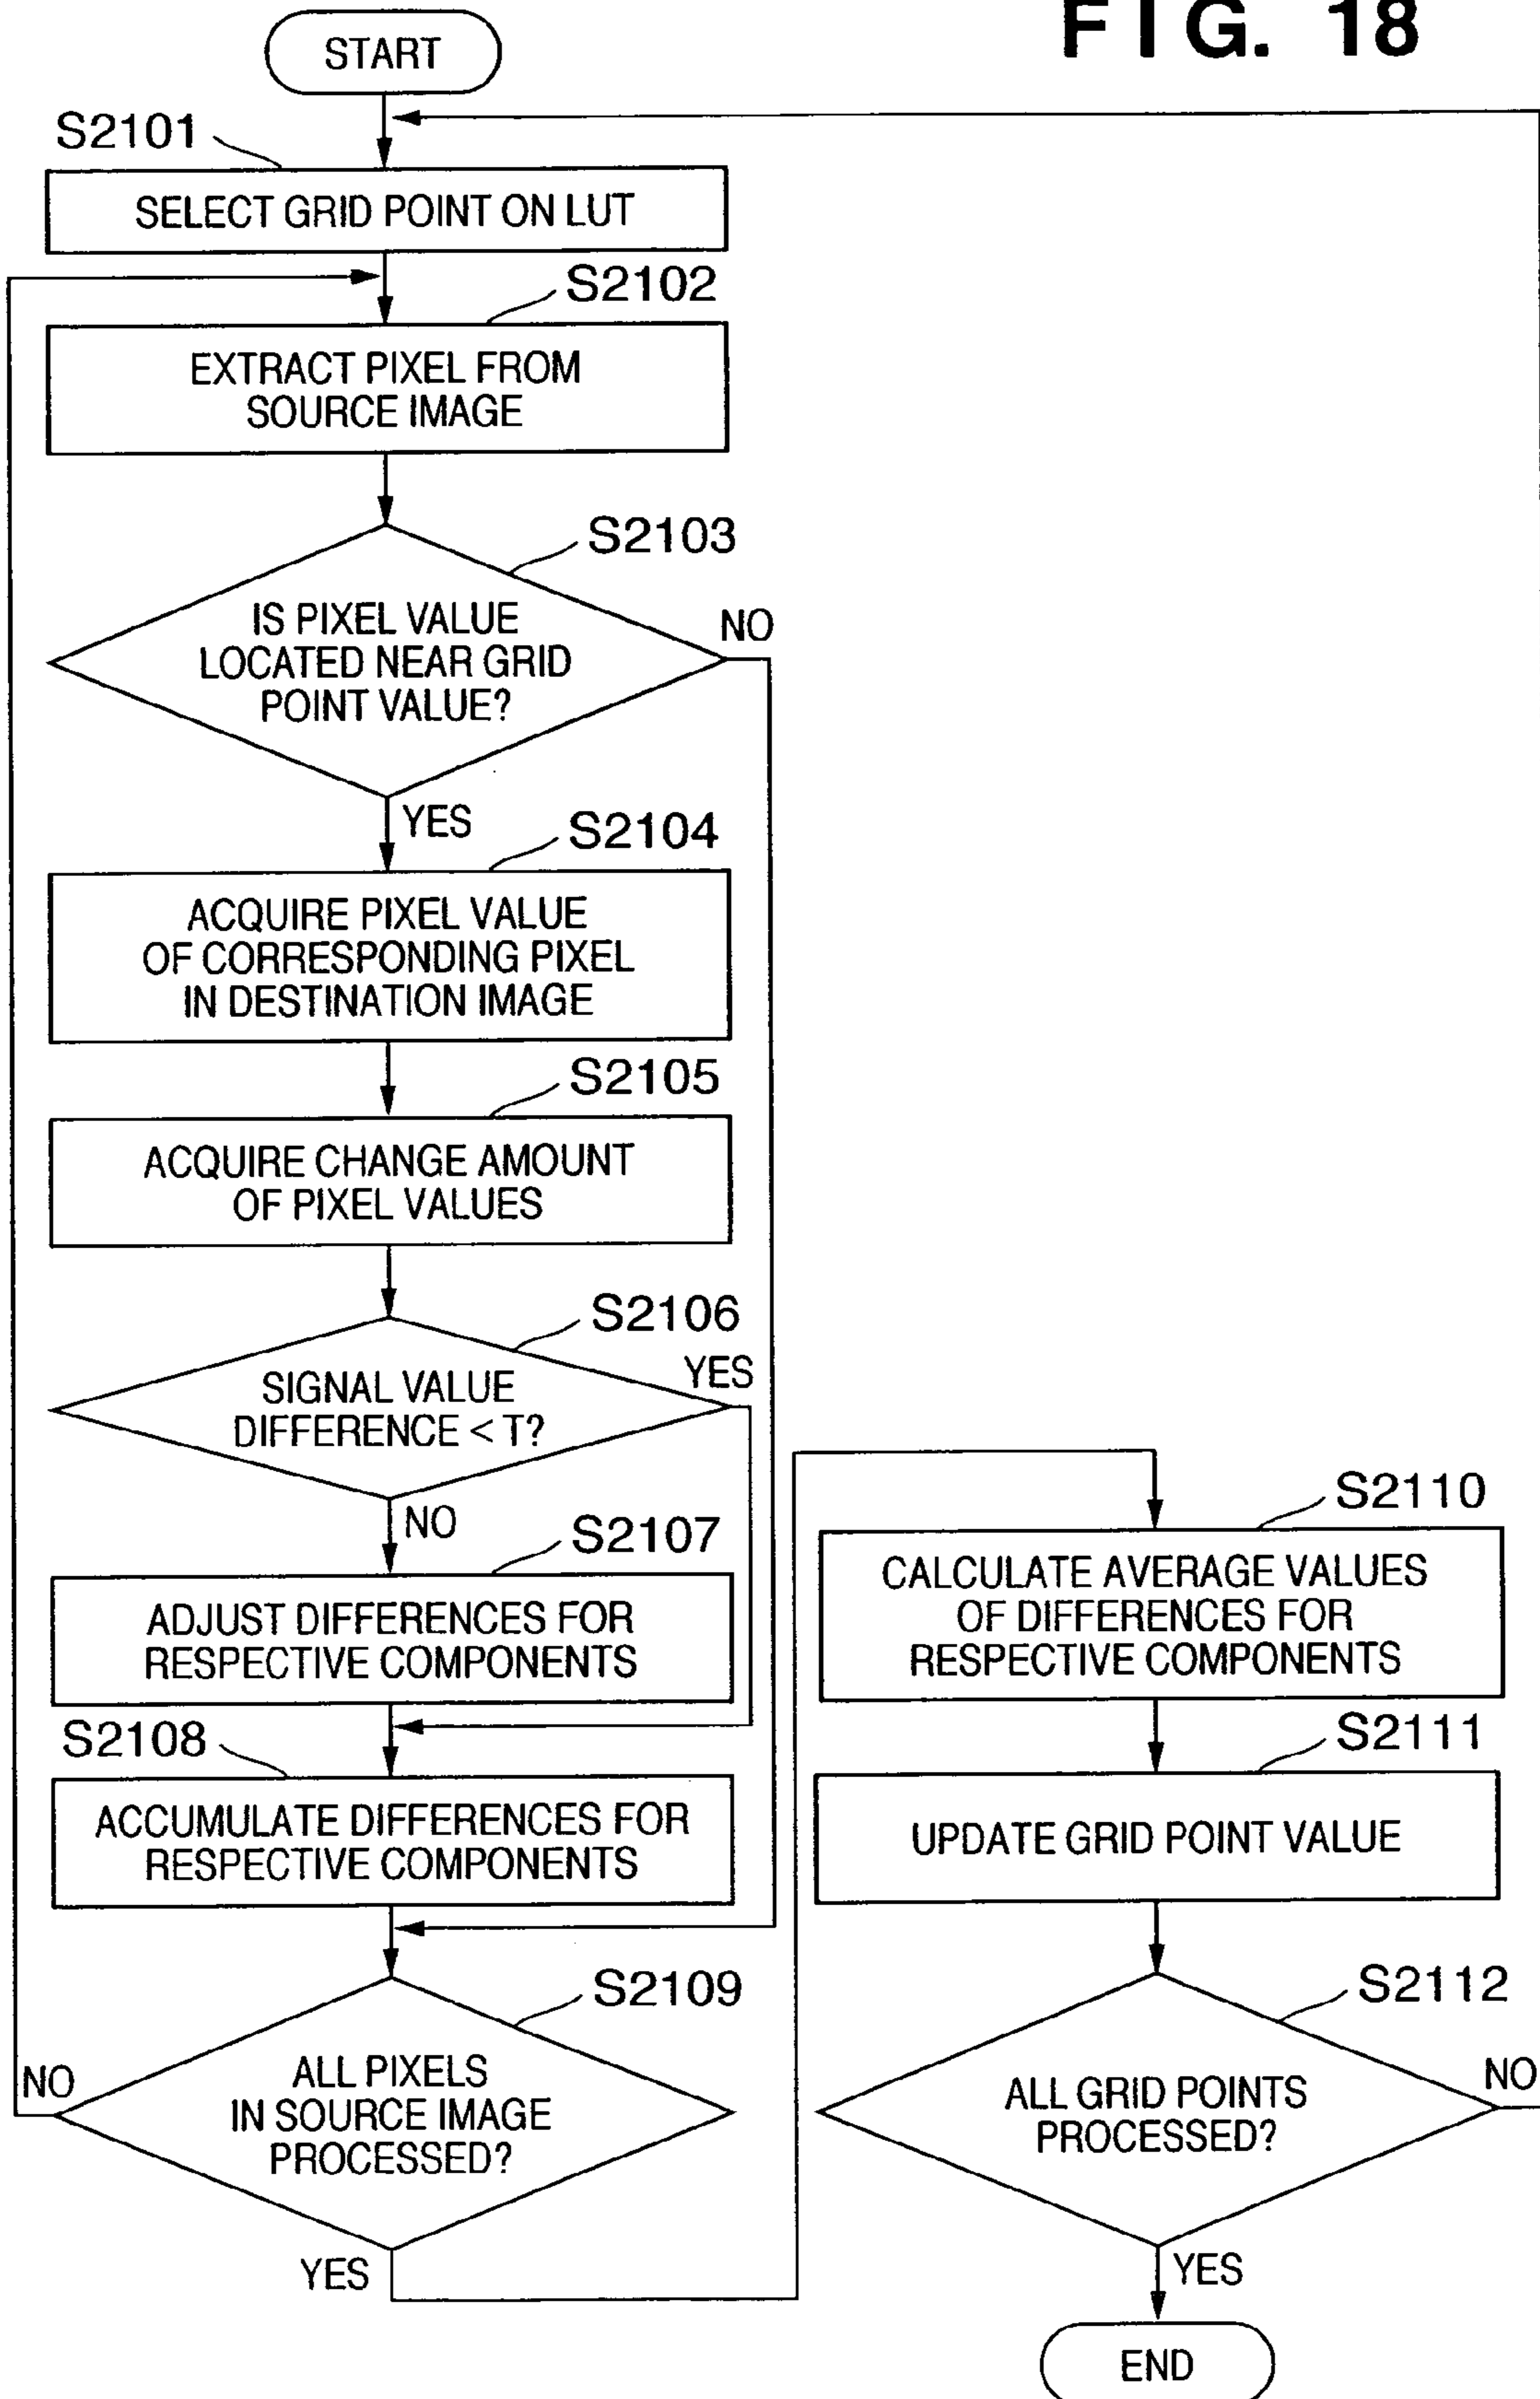 FIG. 18
START
S2101
SELECT GRID POINT ON LUT
S2102
EXTRACT PIXEL FROM
SOURCE IMAGE
S2103
IS PIXEL VALUE
LOCATED NEAR GRID
POINT VALUE?
NO
YES
S2104
ACQUIRE PIXEL VALUE
OF CORRESPONDING PIXEL
IN DESTINATION IMAGE
S2105
ACQUIRE CHANGE AMOUNT
OF PIXEL VALUES
S2106
SIGNAL VALUE
DIFFERENCE < T?
YES
NO
S2107
ADJUST DIFFERENCES FOR
RESPECTIVE COMPONENTS
S2108
ACCUMULATE DIFFERENCES FOR
RESPECTIVE COMPONENTS
S2109
ALL PIXELS
IN SOURCE IMAGE
PROCESSED?
NO
YES
S2110
CALCULATE AVERAGE VALUES
OF DIFFERENCES FOR
RESPECTIVE COMPONENTS
S2111
UPDATE GRID POINT VALUE
S2112
ALL GRID POINTS
PROCESSED?
NO
YES
END